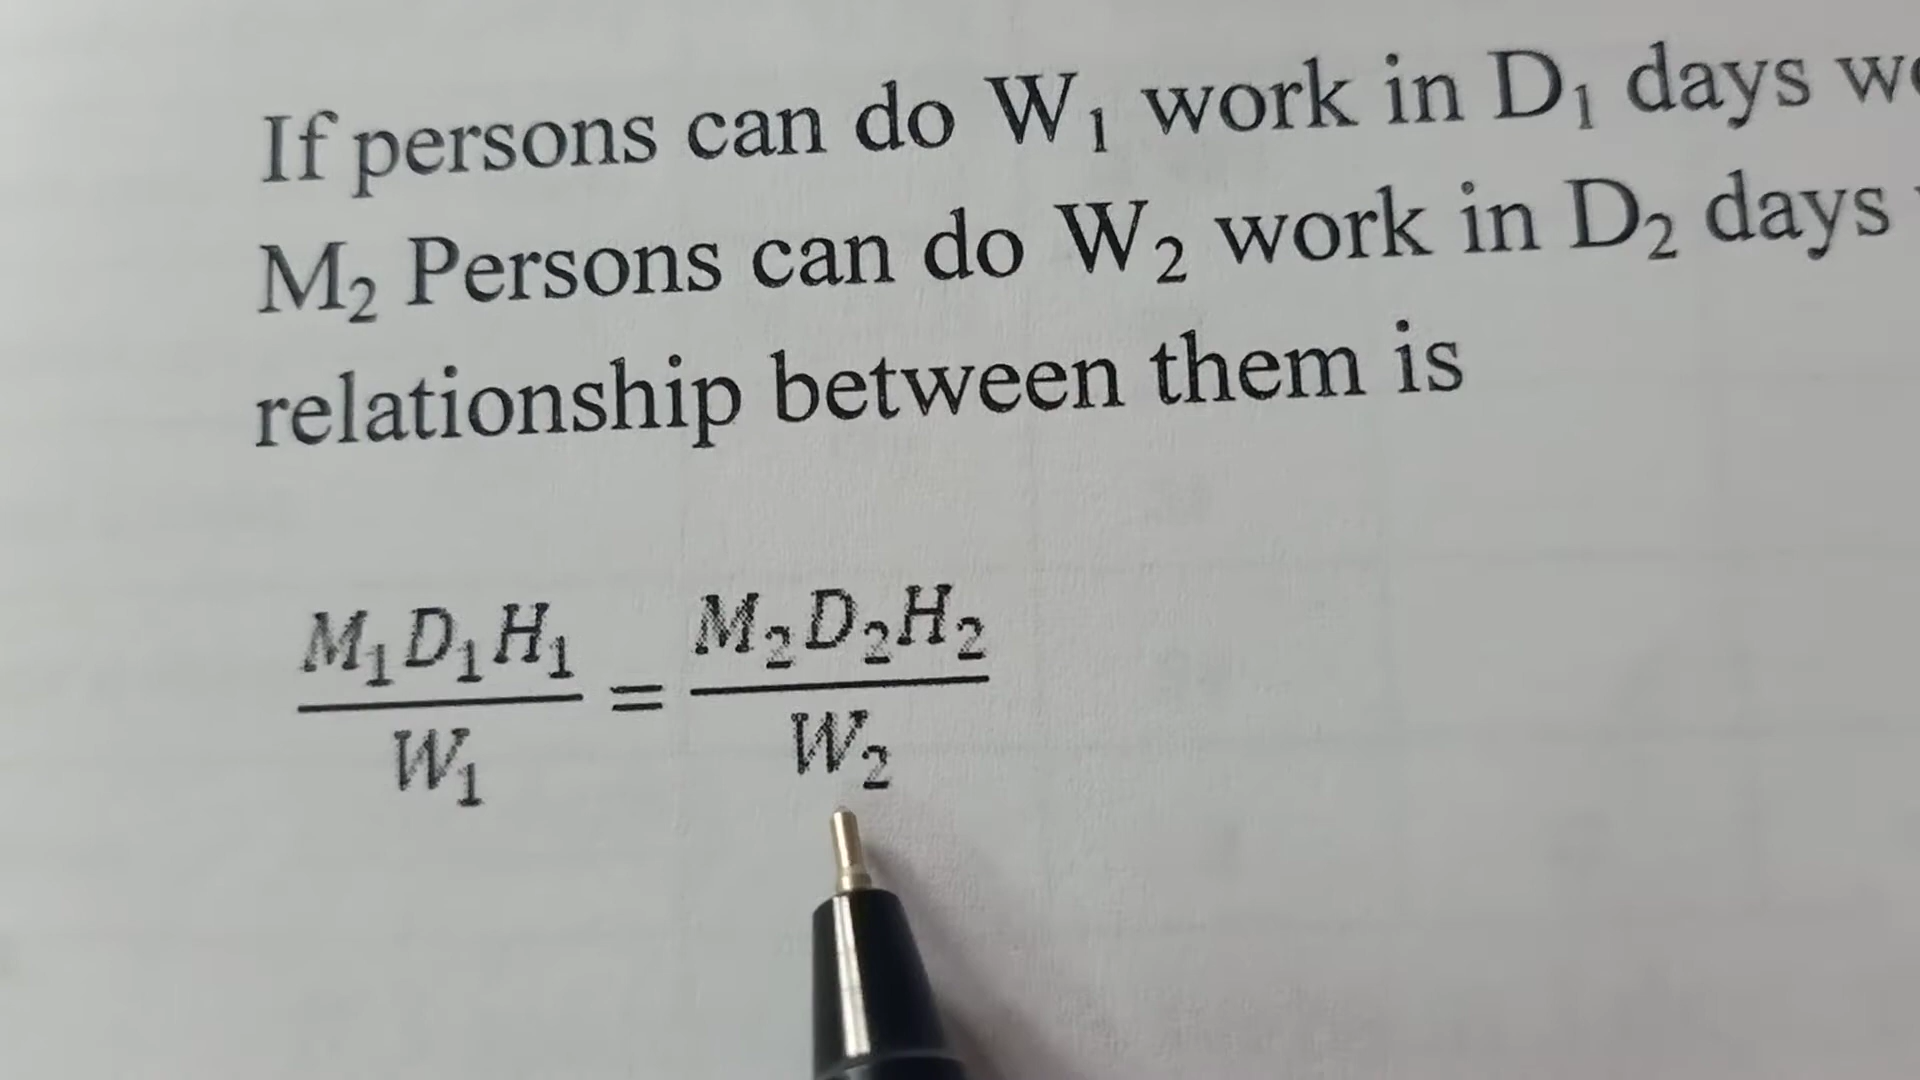 If persons can do W₁ work in D₁ days
M₂ Persons can do W₂ work in D₂ days
relationship between them is
M₁D₁H₁ / W₁ = M₂D₂H₂ / W₂